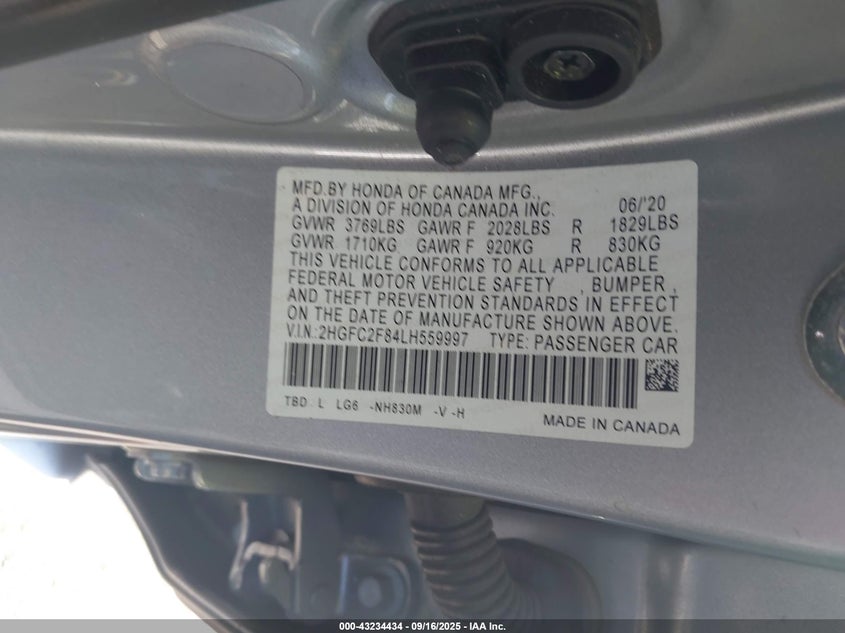 MFD.BY HONDA OF CANADA MFG., 06/'20
A DIVISION OF HONDA CANADA INC.
GVWR 3769LBS GAWR F 2028LBS R 1829LBS
GVWR 1710KG GAWR F 920KG R 830KG
THIS VEHICLE CONFORMS TO ALL APPLICABLE
FEDERAL MOTOR VEHICLE SAFETY , BUMPER ,
AND THEFT PREVENTION STANDARDS IN EFFECT
ON THE DATE OF MANUFACTURE SHOWN ABOVE.
V.I.N:2HGFC2F84LH559997 TYPE: PASSENGER CAR
TBD L LG6 -NH830M -V -H
MADE IN CANADA
000-43234434 - 09/16/2025 - IAA Inc.